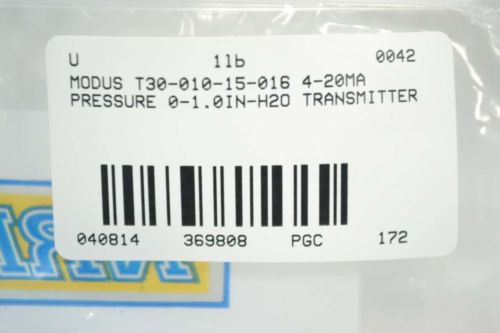 U 1lb 0042
MODUS T30-010-15-016 4-20MA
PRESSURE 0-1.0IN-H2O TRANSMITTER
040814 369808 PGC 172